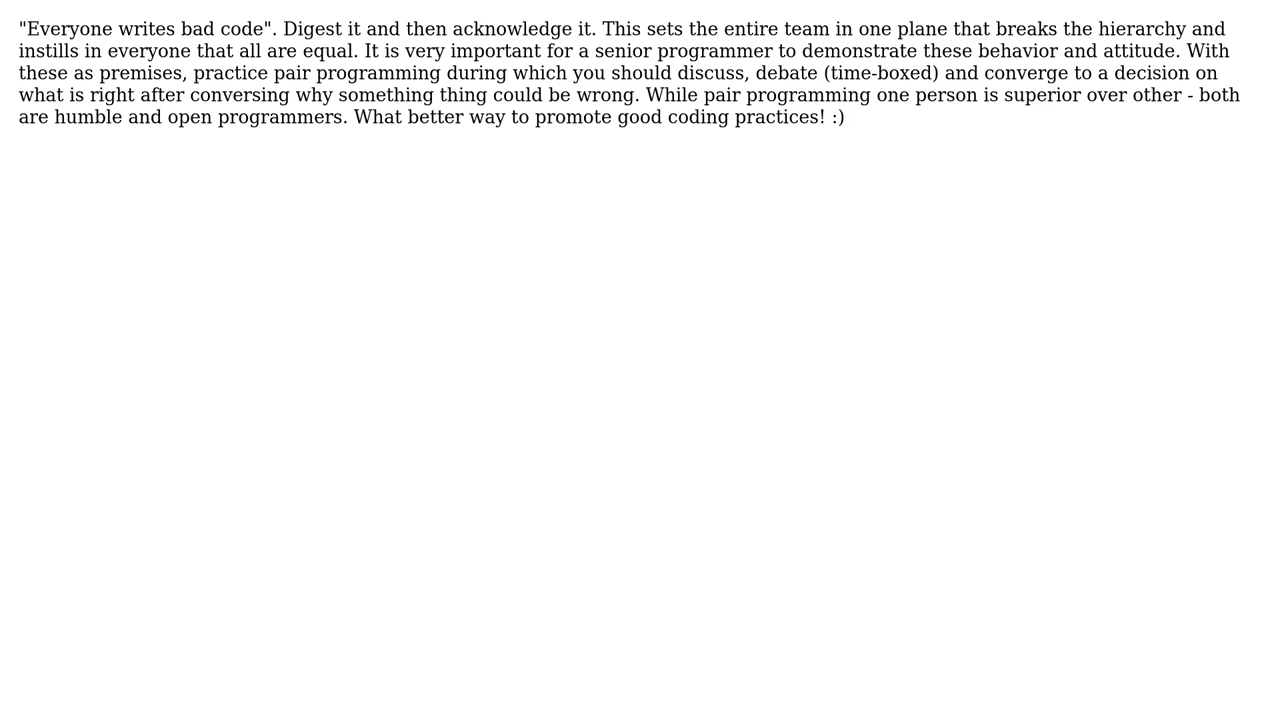 "Everyone writes bad code". Digest it and then acknowledge it. This sets the entire team in one plane that breaks the hierarchy and
instills in everyone that all are equal. It is very important for a senior programmer to demonstrate these behavior and attitude. With
these as premises, practice pair programming during which you should discuss, debate (time-boxed) and converge to a decision on
what is right after conversing why something thing could be wrong. While pair programming one person is superior over other - both
are humble and open programmers. What better way to promote good coding practices! :)